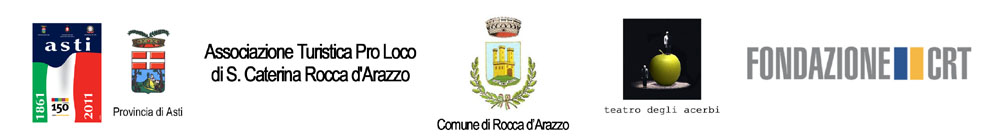 asti
1861
150
2011
Provincia di Asti
Associazione Turistica Pro Loco
di S. Caterina Rocca d'Arazzo
Comune di Rocca d'Arazzo
teatro degli acerbi
FONDAZIONE CRT